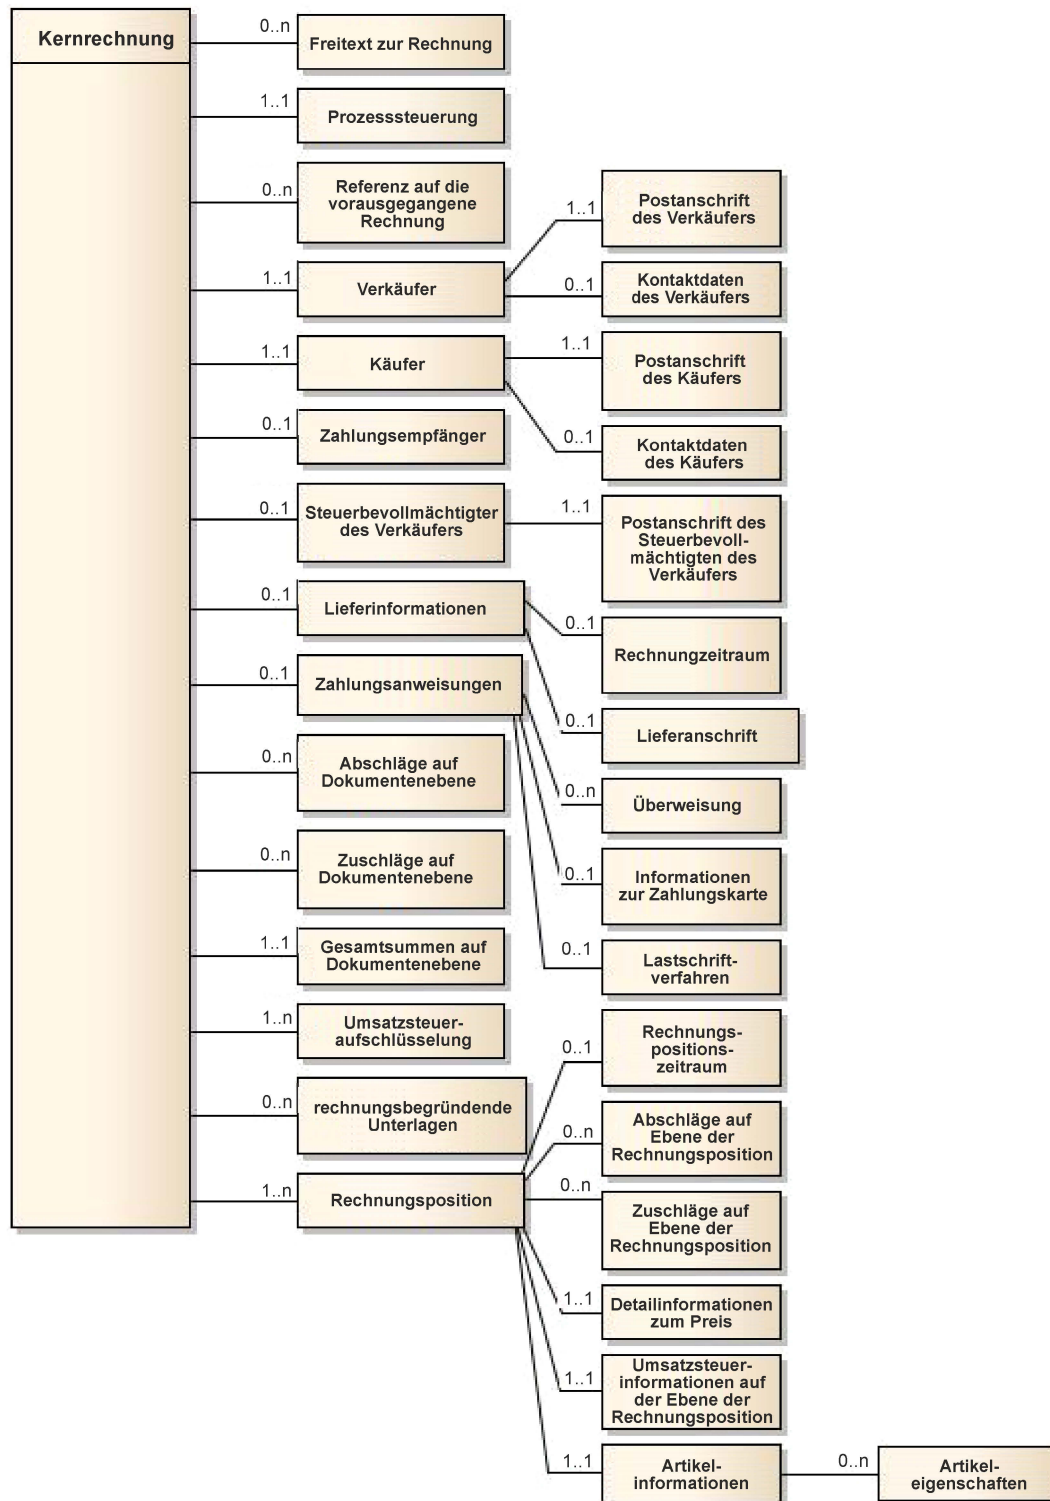 Kernrechnung
0..n
Freitext zur Rechnung
1..1
Prozesssteuerung
0..n
Referenz auf die
vorausgegangene
Rechnung
1..1
Verkäufer
1..1
Postanschrift
des Verkäufers
0..1
Kontaktdaten
des Verkäufers
1..1
Käufer
1..1
Postanschrift
des Käufers
0..1
Kontaktdaten
des Käufers
0..1
Zahlungsempfänger
0..1
Steuerbevollmächtigter
des Verkäufers
1..1
Postanschrift des
Steuerbevoll-
mächtigten des
Verkäufers
0..1
Lieferinformationen
0..1
Rechnungzeitraum
0..1
Lieferanschrift
0..1
Zahlungsanweisungen
0..n
Überweisung
0..1
Informationen
zur Zahlungskarte
0..1
Lastschrift-
verfahren
0..n
Abschläge auf
Dokumentenebene
0..n
Zuschläge auf
Dokumentenebene
1..1
Gesamtsummen auf
Dokumentenebene
1..n
Umsatzsteuer-
aufschlüsselung
0..n
rechnungsbegründende
Unterlagen
1..n
Rechnungsposition
0..1
Rechnungs-
positions-
zeitraum
0..n
Abschläge auf
Ebene der
Rechnungsposition
0..n
Zuschläge auf
Ebene der
Rechnungsposition
1..1
Detailinformationen
zum Preis
1..1
Umsatzsteuer-
informationen auf
der Ebene der
Rechnungsposition
1..1
Artikel-
informationen
0..n
Artikel-
eigenschaften